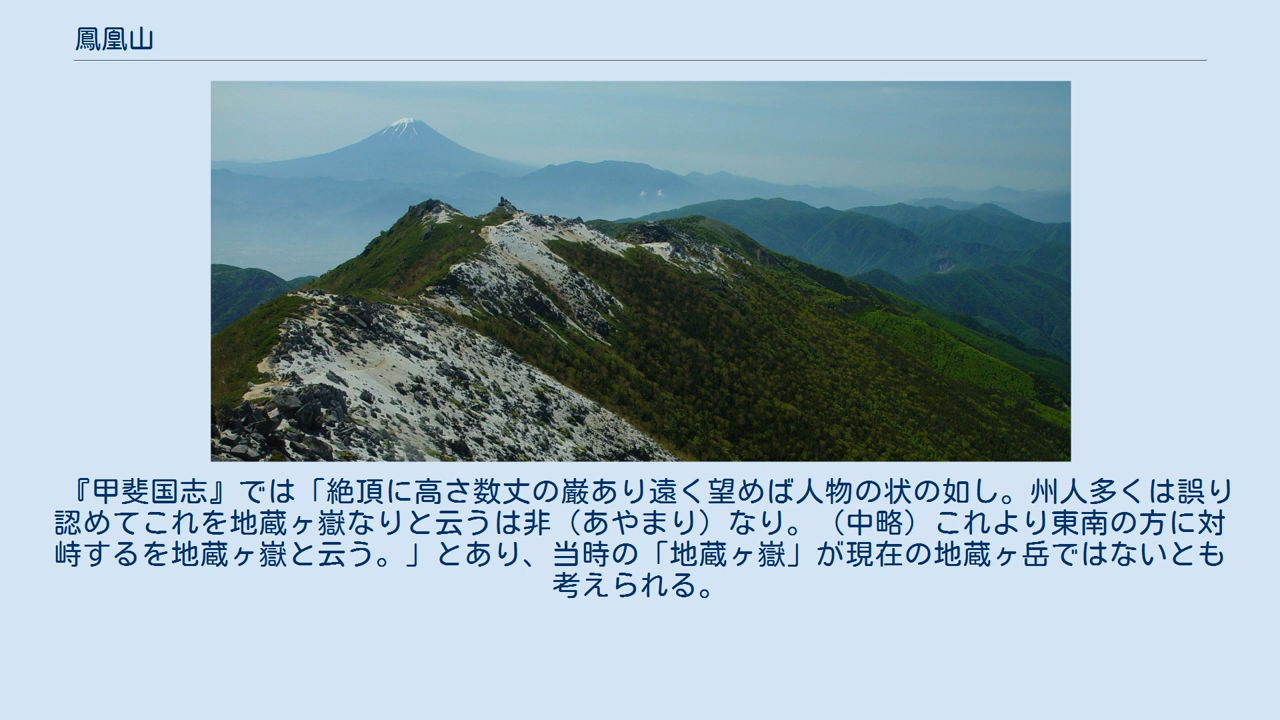 鳳凰山
『甲斐国志』では「絶頂に高さ数丈の巌あり遠く望めば人物の状の如し。州人多くは誤り
認めてこれを地蔵ヶ嶽なりと云うは非（あやまり）なり。（中略）これより東南の方に対
峙するを地蔵ヶ嶽と云う。」とあり、当時の「地蔵ヶ嶽」が現在の地蔵ヶ岳ではないとも
考えられる。